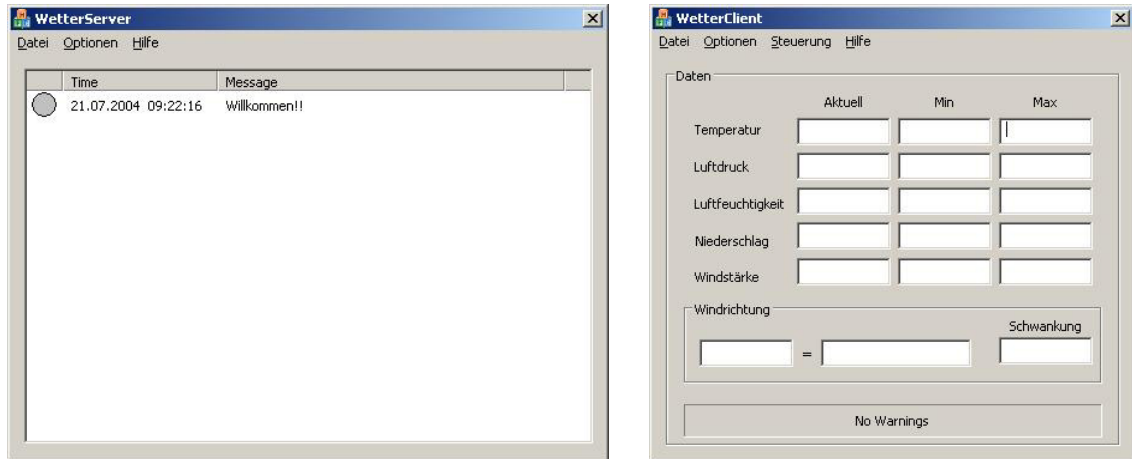 WetterServer
Datei Optionen Hilfe
Time Message
21.07.2004 09:22:16 Willkommen!!
WetterClient
Datei Optionen Steuerung Hilfe
Daten
Aktuell Min Max
Temperatur
Luftdruck
Luftfeuchtigkeit
Niederschlag
Windstärke
Windrichtung
Schwankung
=
No Warnings